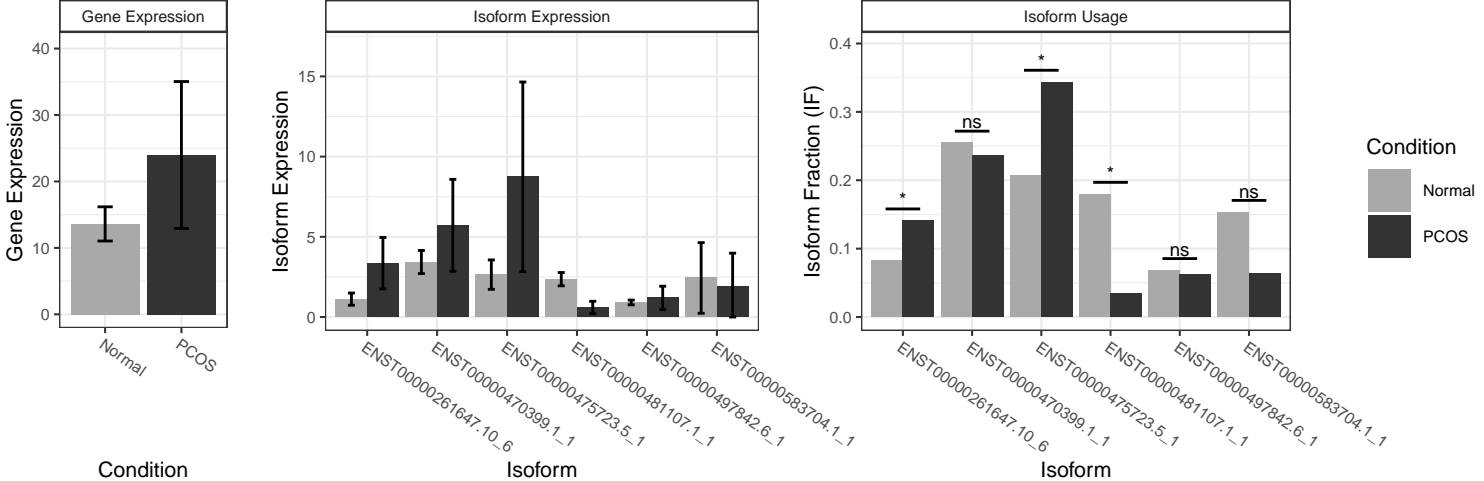 Gene Expression
Gene Expression
40
30
20
10
0
Normal
PCOS
Condition
Isoform Expression
Isoform Expression
15
10
5
0
ENST00000261647.10_6
ENST00000470399.1_1
ENST00000475723.5_1
ENST00000481107.1_1
ENST00000497842.6_1
ENST00000583704.1_1
Isoform
Isoform Usage
Isoform Fraction (IF)
0.4
0.3
0.2
0.1
0.0
*
ns
*
*
ns
ns
ENST00000261647.10_6
ENST00000470399.1_1
ENST00000475723.5_1
ENST00000481107.1_1
ENST00000497842.6_1
ENST00000583704.1_1
Isoform
Condition
Normal
PCOS